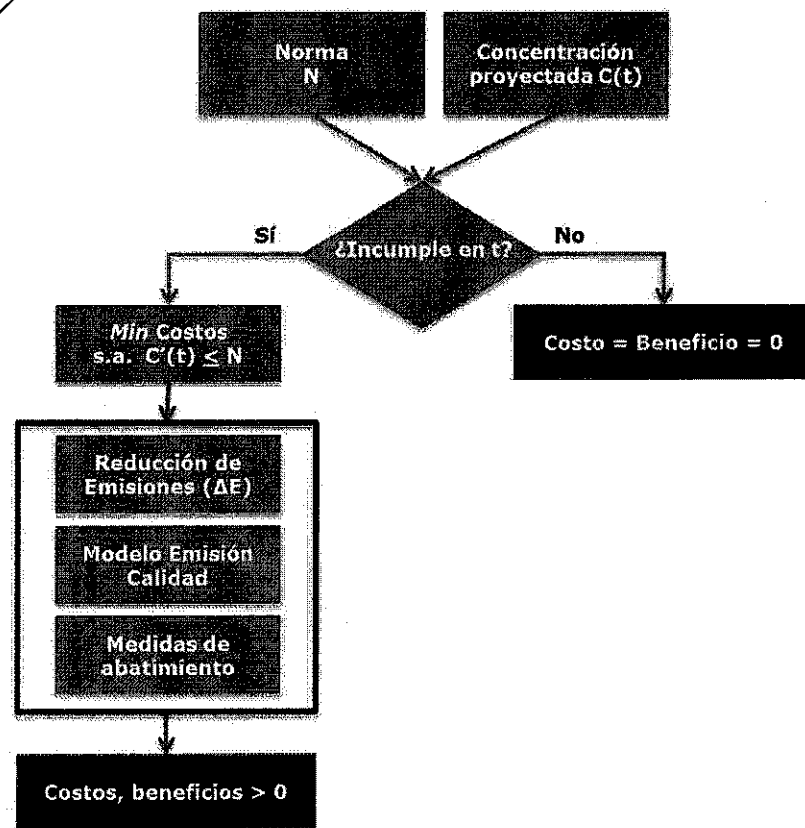 Norma
N
Concentración
proyectada C(t)
¿Incumple en t?
Sí
No
Min Costos
s.a. C'(t) ≤ N
Costo = Beneficio = 0
Reducción de
Emisiones (ΔE)
Modelo Emisión
Calidad
Medidas de
abatimiento
Costos, beneficios > 0